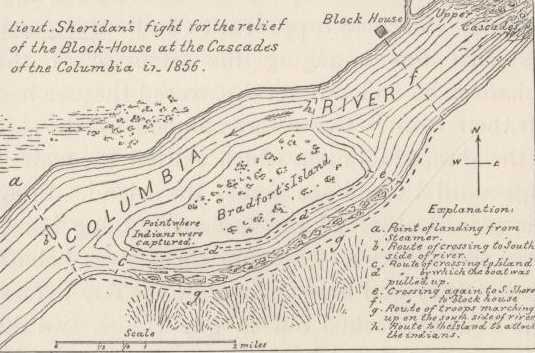 Lieut. Sheridan's fight for the relief
of the Block-House at the Cascades
of the Columbia in 1856.
Block House
Upper
Cascades
f
h
RIVER
COLUMBIA
a
b
Bradfort's Island
e
N
W
E
Point where
Indians were
captured.
d
d
c
g
g
Explanation:
a. Point of landing from
Steamer.
b. Route of crossing to South
side of river.
c. Route of crossing to Island
d " by which the boat was
pulled up.
e. Crossing again to S. Shore
f. " to Block house
g. Route of troops marching
up on the south side of river
h. Route to the Island to attack
the indians.
Scale
0 1/2 0 1 2 miles